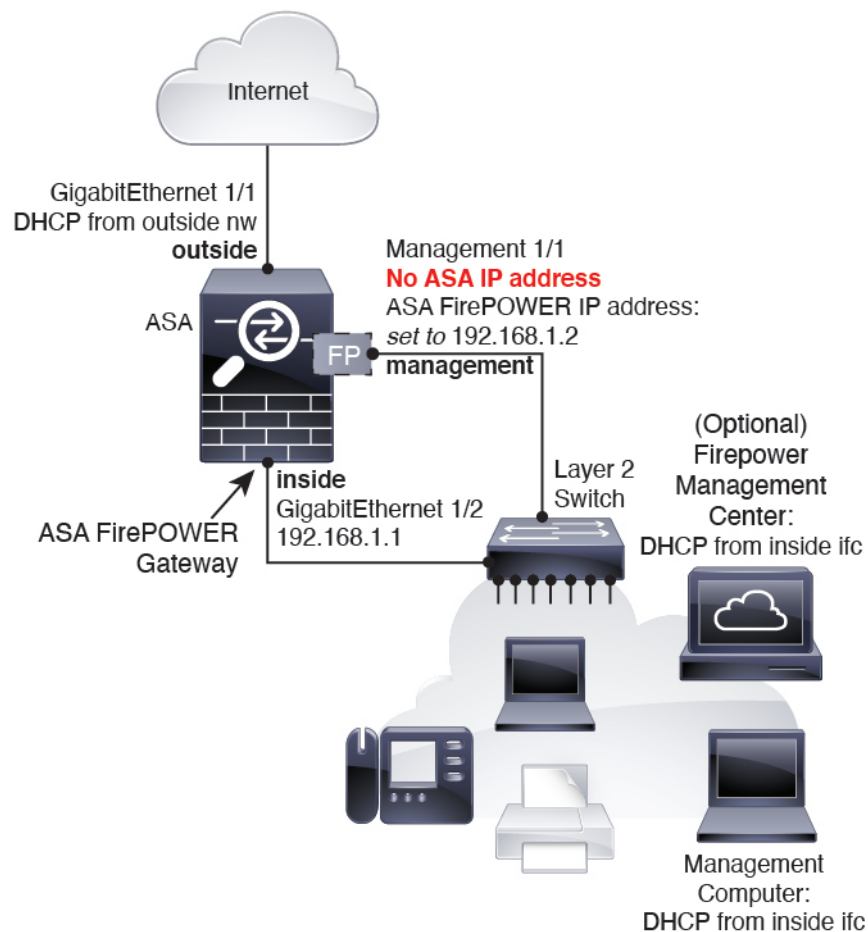 Internet
GigabitEthernet 1/1
DHCP from outside nw
outside
Management 1/1
No ASA IP address
ASA FirePOWER IP address:
set to 192.168.1.2
management
ASA
FP
(Optional)
Firepower
Management
Center:
DHCP from inside ifc
Layer 2
Switch
inside
GigabitEthernet 1/2
192.168.1.1
ASA FirePOWER
Gateway
Management
Computer:
DHCP from inside ifc